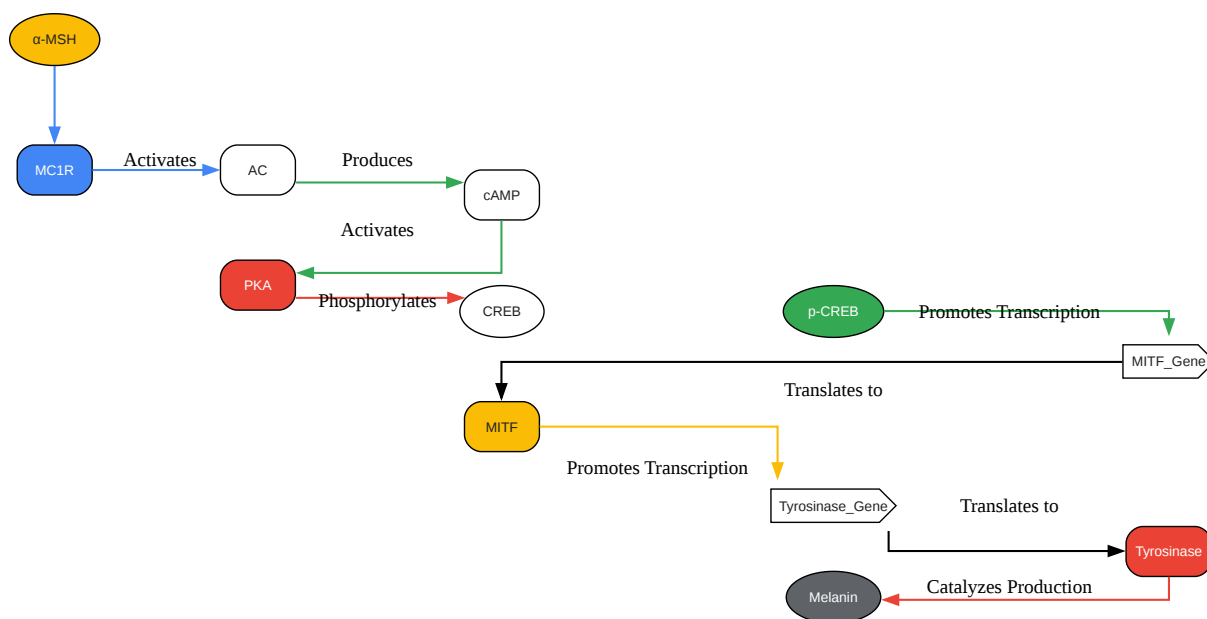 α-MSH
MC1R
Activates
AC
Produces
cAMP
Activates
PKA
Phosphorylates
CREB
p-CREB
Promotes Transcription
MITF_Gene
Translates to
MITF
Promotes Transcription
Tyrosinase_Gene
Translates to
Tyrosinase
Catalyzes Production
Melanin